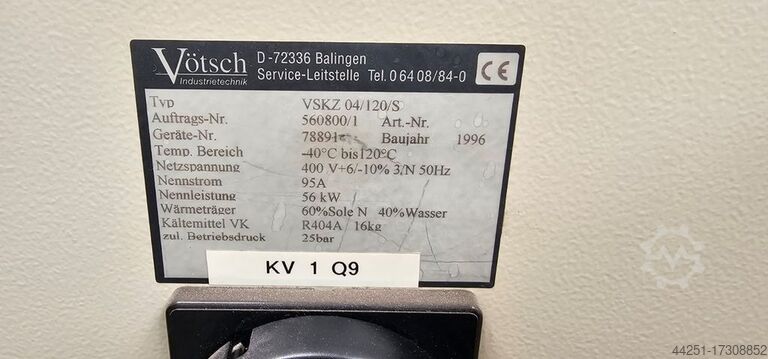 Vötsch
Industrietechnik
D-72336 Balingen
Service-Leitstelle Tel. 0 64 08/84-0
CE
Typ VSKZ 04/120/S
Auftrags-Nr. 560800/1 Art.-Nr.
Geräte-Nr. 78891 Baujahr 1996
Temp. Bereich -40°C bis120°C
Netzspannung 400 V+6/-10% 3/N 50Hz
Nennstrom 95A
Nennleistung 56 kW
Wärmeträger 60%Sole N 40%Wasser
Kältemittel VK R404A 16kg
zul. Betriebsdruck 25bar
KV 1 Q9
44251-17308852